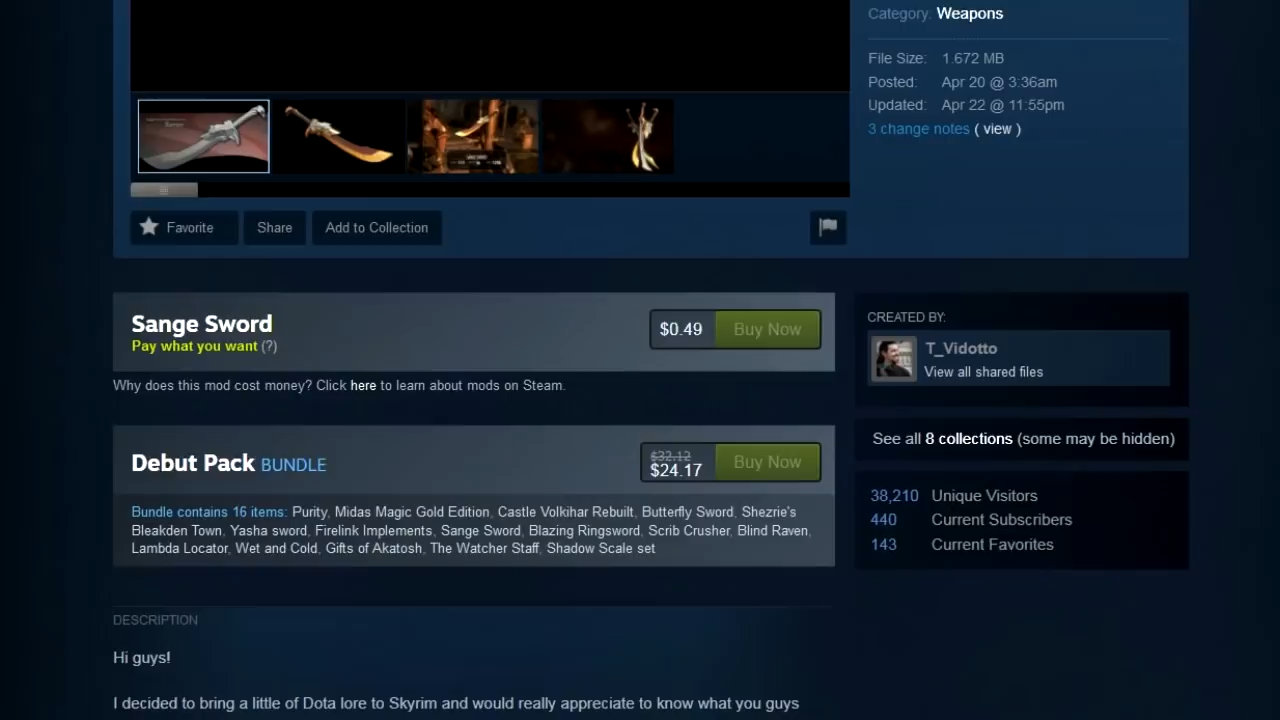 Category: Weapons
File Size: 1.672 MB
Posted: Apr 20 @ 3:36am
Updated: Apr 22 @ 11:55pm
3 change notes ( view )
Favorite
Share
Add to Collection
Sange Sword
Pay what you want (?)
$0.49
Buy Now
Why does this mod cost money? Click here to learn about mods on Steam.
Debut Pack BUNDLE
$32.12
$24.17
Buy Now
Bundle contains 16 items: Purity, Midas Magic Gold Edition, Castle Volkihar Rebuilt, Butterfly Sword, Shezrie's
Bleakden Town, Yasha sword, Firelink Implements, Sange Sword, Blazing Ringsword, Scrib Crusher, Blind Raven,
Lambda Locator, Wet and Cold, Gifts of Akatosh, The Watcher Staff, Shadow Scale set
CREATED BY:
T_Vidotto
View all shared files
See all 8 collections (some may be hidden)
38,210 Unique Visitors
440 Current Subscribers
143 Current Favorites
DESCRIPTION
Hi guys!
I decided to bring a little of Dota lore to Skyrim and would really appreciate to know what you guys